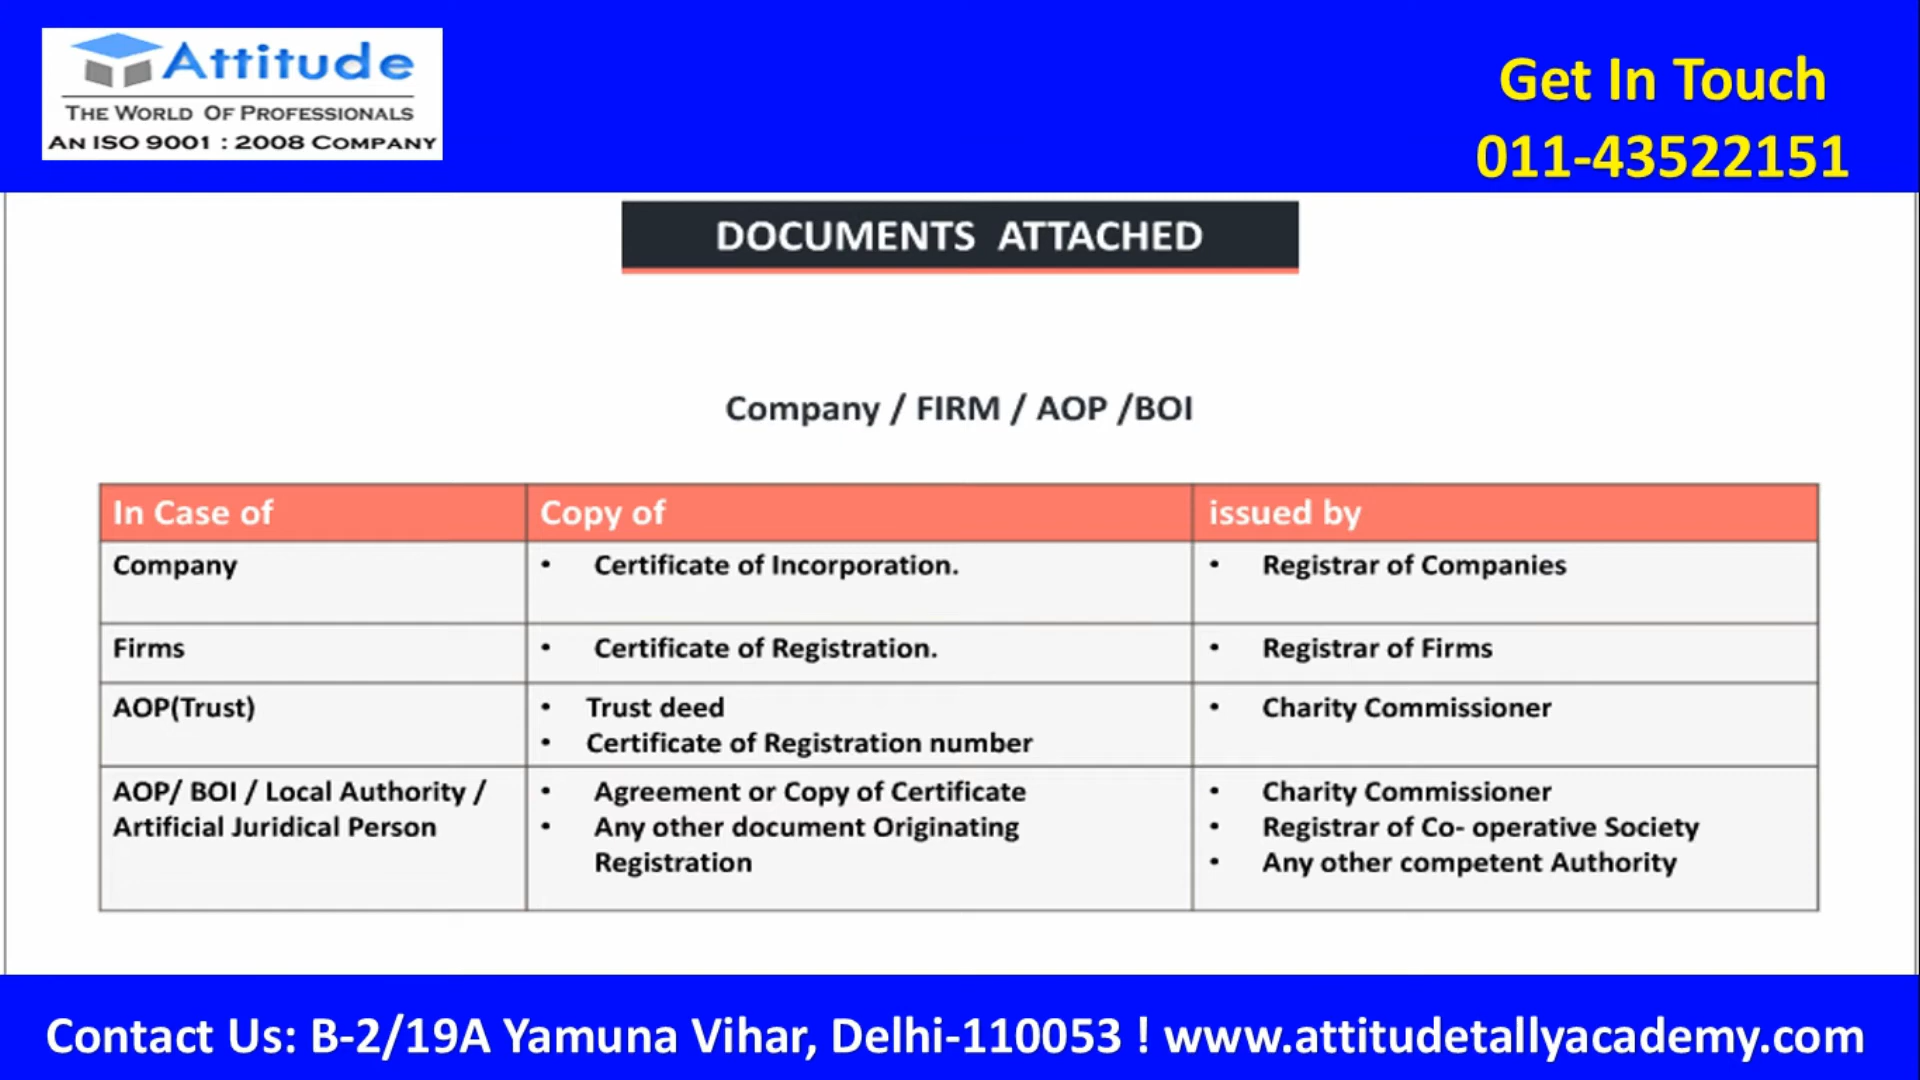 Attitude
THE WORLD OF PROFESSIONALS
AN ISO 9001 : 2008 COMPANY
Get In Touch
011-43522151
DOCUMENTS ATTACHED
Company / FIRM / AOP /BOI
In Case of
Copy of
issued by
Company
• Certificate of Incorporation.
• Registrar of Companies
Firms
• Certificate of Registration.
• Registrar of Firms
AOP(Trust)
• Trust deed
• Certificate of Registration number
• Charity Commissioner
AOP/ BOI / Local Authority /
Artificial Juridical Person
• Agreement or Copy of Certificate
• Any other document Originating
Registration
• Charity Commissioner
• Registrar of Co- operative Society
• Any other competent Authority
Contact Us: B-2/19A Yamuna Vihar, Delhi-110053 ! www.attitudetallyacademy.com